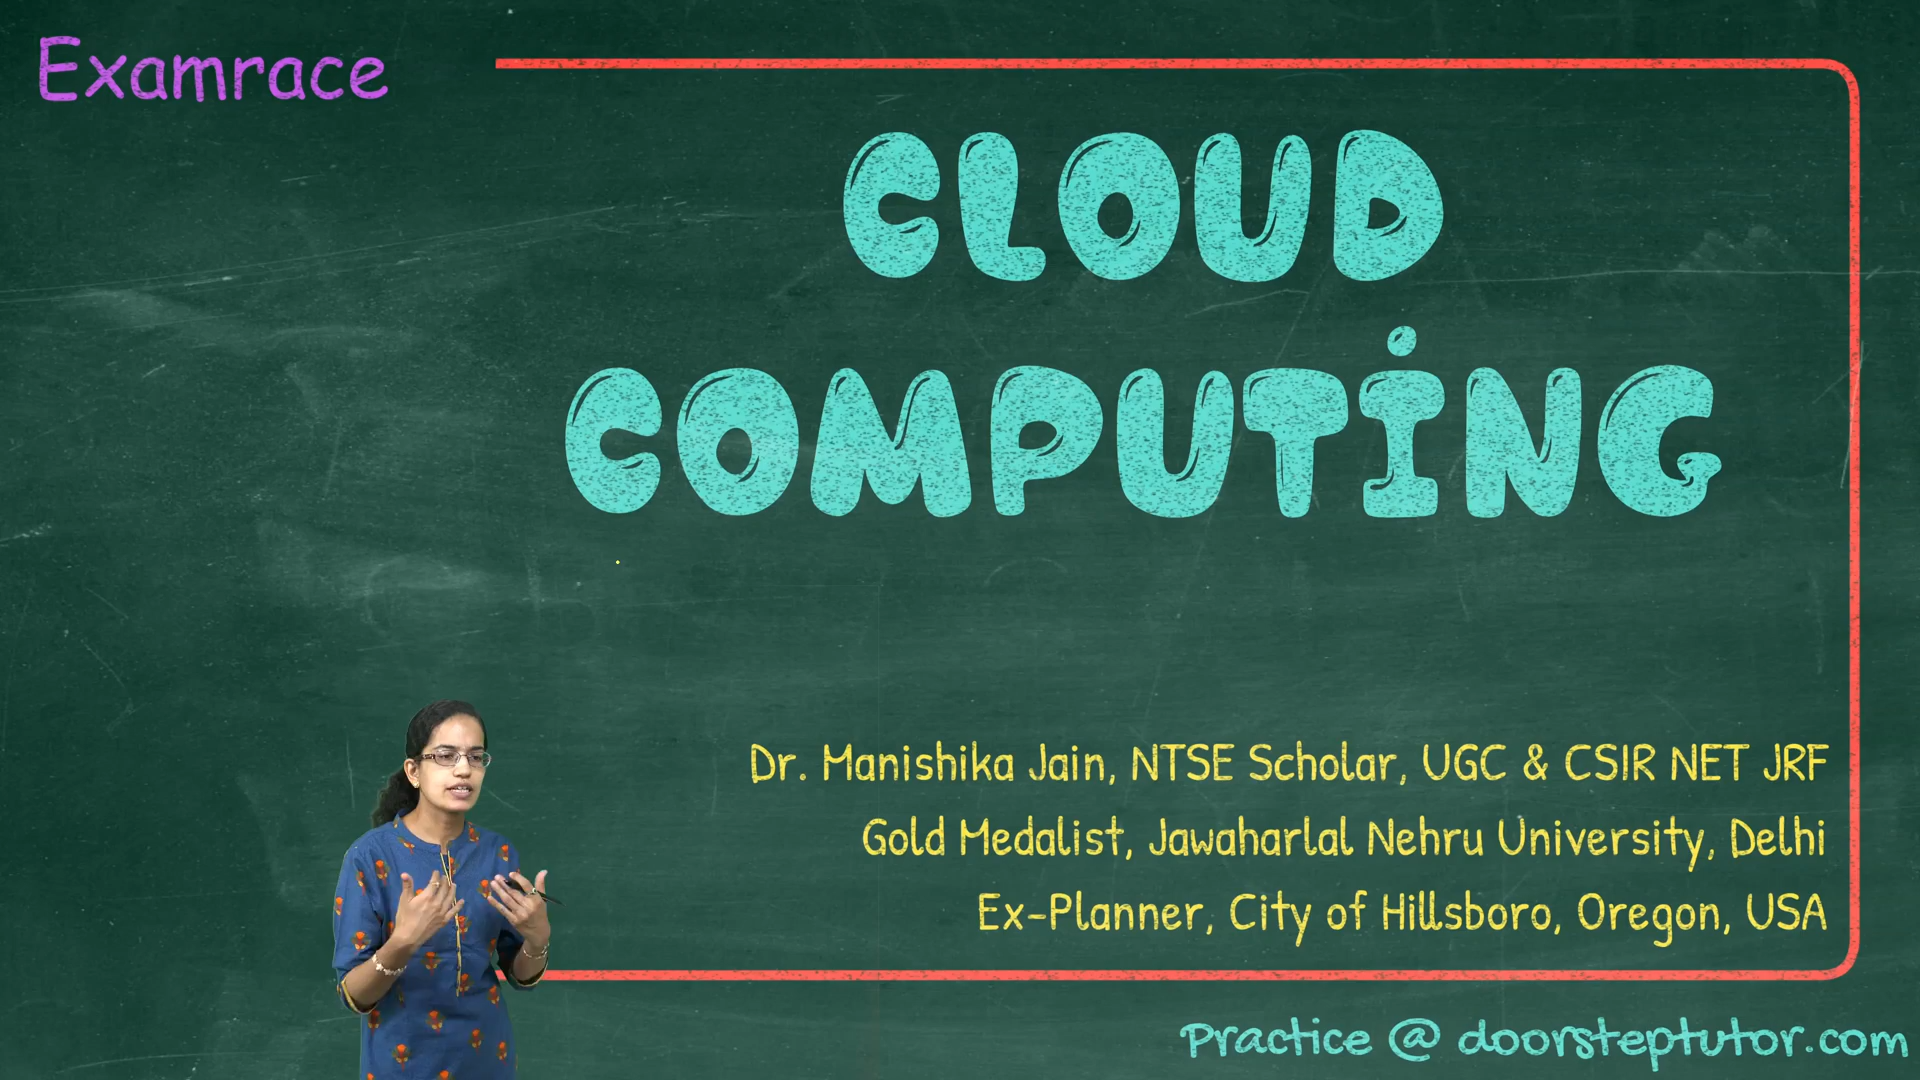 Examrace
CLOUD
COMPUTING
Dr. Manishika Jain, NTSE Scholar, UGC & CSIR NET JRF
Gold Medalist, Jawaharlal Nehru University, Delhi
Ex-Planner, City of Hillsboro, Oregon, USA
Practice @ doorsteptutor.com